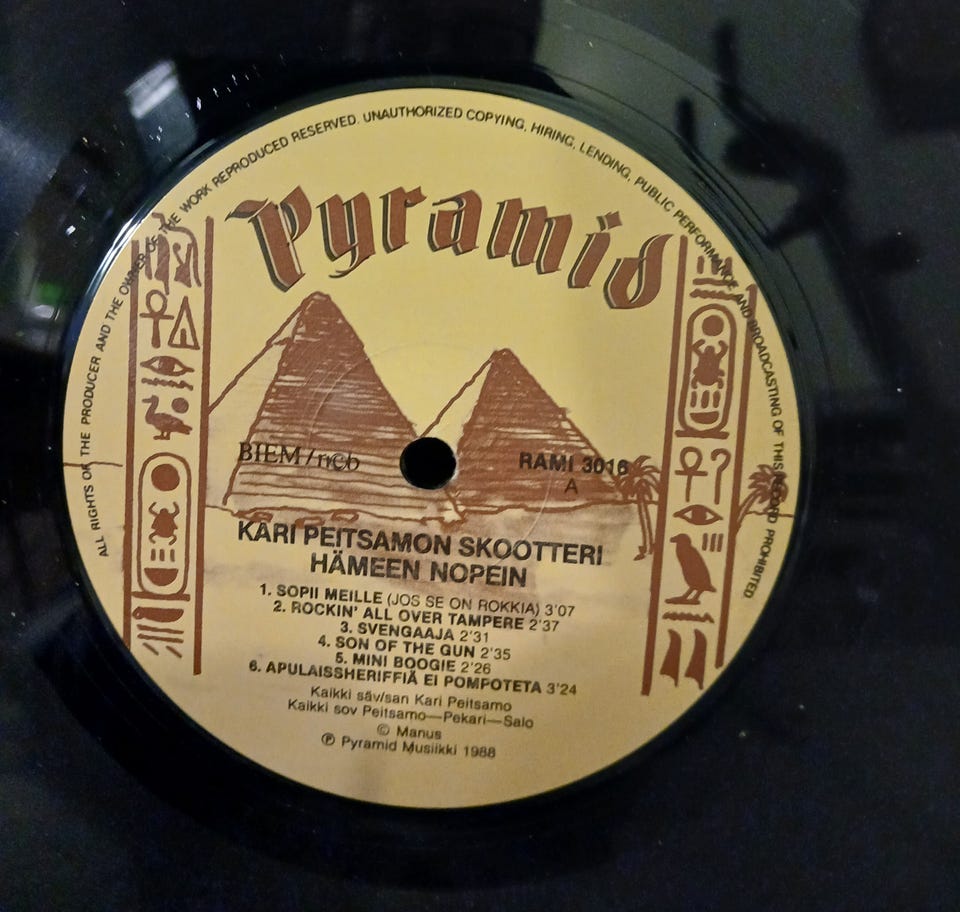 ALL RIGHTS OF THE PRODUCER AND THE OWNER OF THE WORK REPRODUCED RESERVED. UNAUTHORIZED COPYING, HIRING, LENDING, PUBLIC PERFORMANCE AND BROADCASTING OF THIS RECORD PROHIBITED
Pyramid
BIEM/ncb
RAMI 3016
A
KARI PEITSAMON SKOOTTERI
HÄMEEN NOPEIN
1. SOPII MEILLE (JOS SE ON ROKKIA) 3'07
2. ROCKIN' ALL OVER TAMPERE 2'37
3. SVENGAAJA 2'31
4. SON OF THE GUN 2'35
5. MINI BOOGIE 2'26
6. APULAISSHERIFFIÄ EI POMPOTETA 3'24
Kaikki säv/san Kari Peitsamo
Kaikki sov Peitsamo—Pekari—Salo
© Manus
℗ Pyramid Musiikki 1988